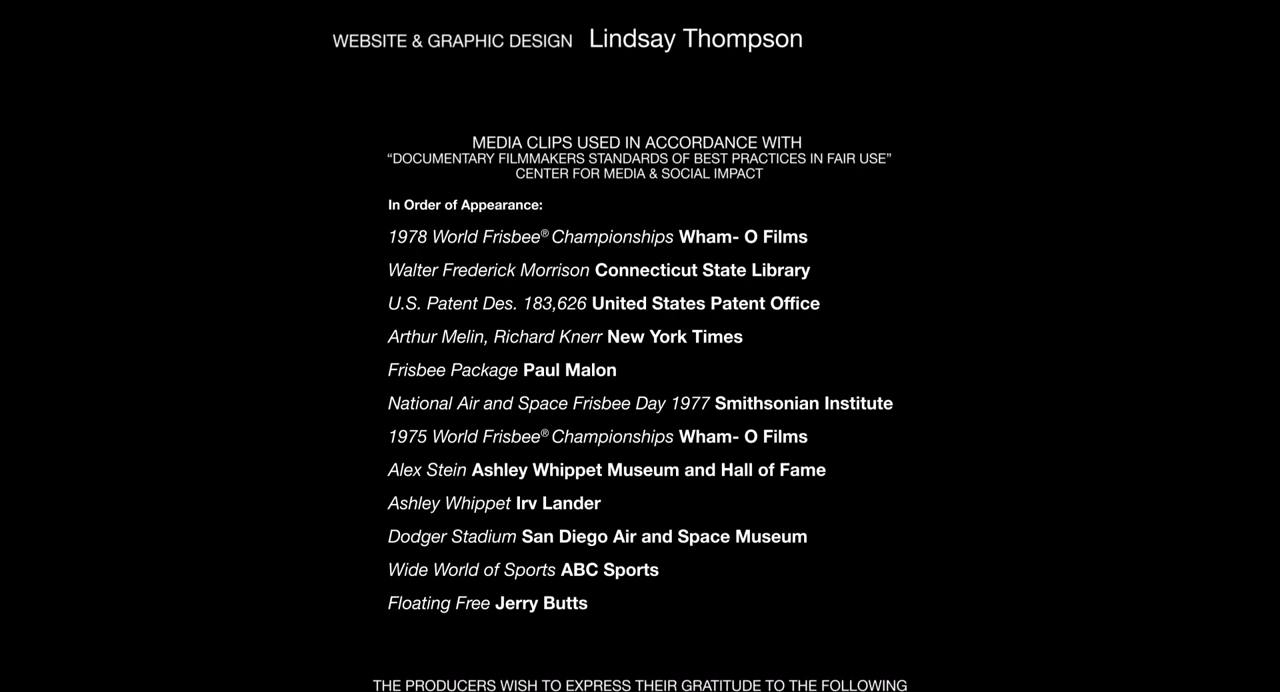 WEBSITE & GRAPHIC DESIGN Lindsay Thompson
MEDIA CLIPS USED IN ACCORDANCE WITH
“DOCUMENTARY FILMMAKERS STANDARDS OF BEST PRACTICES IN FAIR USE”
CENTER FOR MEDIA & SOCIAL IMPACT
In Order of Appearance:
1978 World Frisbee® Championships Wham- O Films
Walter Frederick Morrison Connecticut State Library
U.S. Patent Des. 183,626 United States Patent Office
Arthur Melin, Richard Knerr New York Times
Frisbee Package Paul Malon
National Air and Space Frisbee Day 1977 Smithsonian Institute
1975 World Frisbee® Championships Wham- O Films
Alex Stein Ashley Whippet Museum and Hall of Fame
Ashley Whippet Irv Lander
Dodger Stadium San Diego Air and Space Museum
Wide World of Sports ABC Sports
Floating Free Jerry Butts
THE PRODUCERS WISH TO EXPRESS THEIR GRATITUDE TO THE FOLLOWING